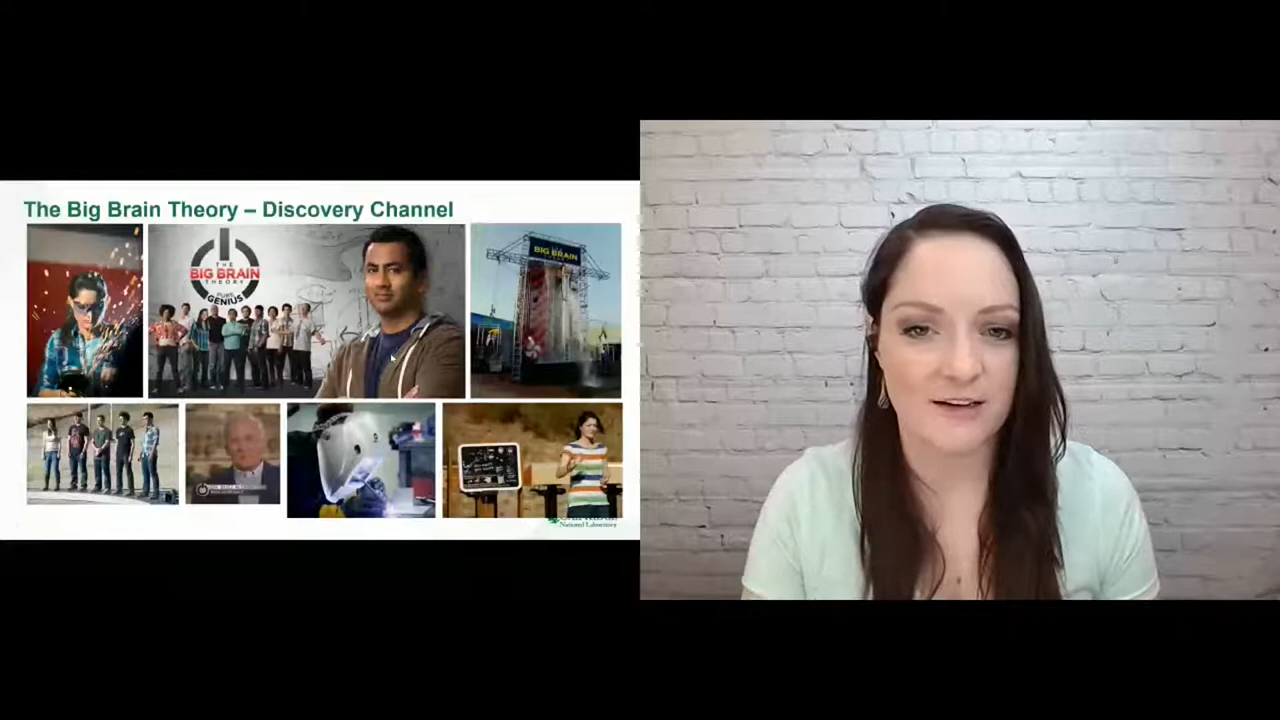 The Big Brain Theory – Discovery Channel
THE
BIG BRAIN
THEORY
PURE
GENIUS
BIG BRAIN
National Laboratory